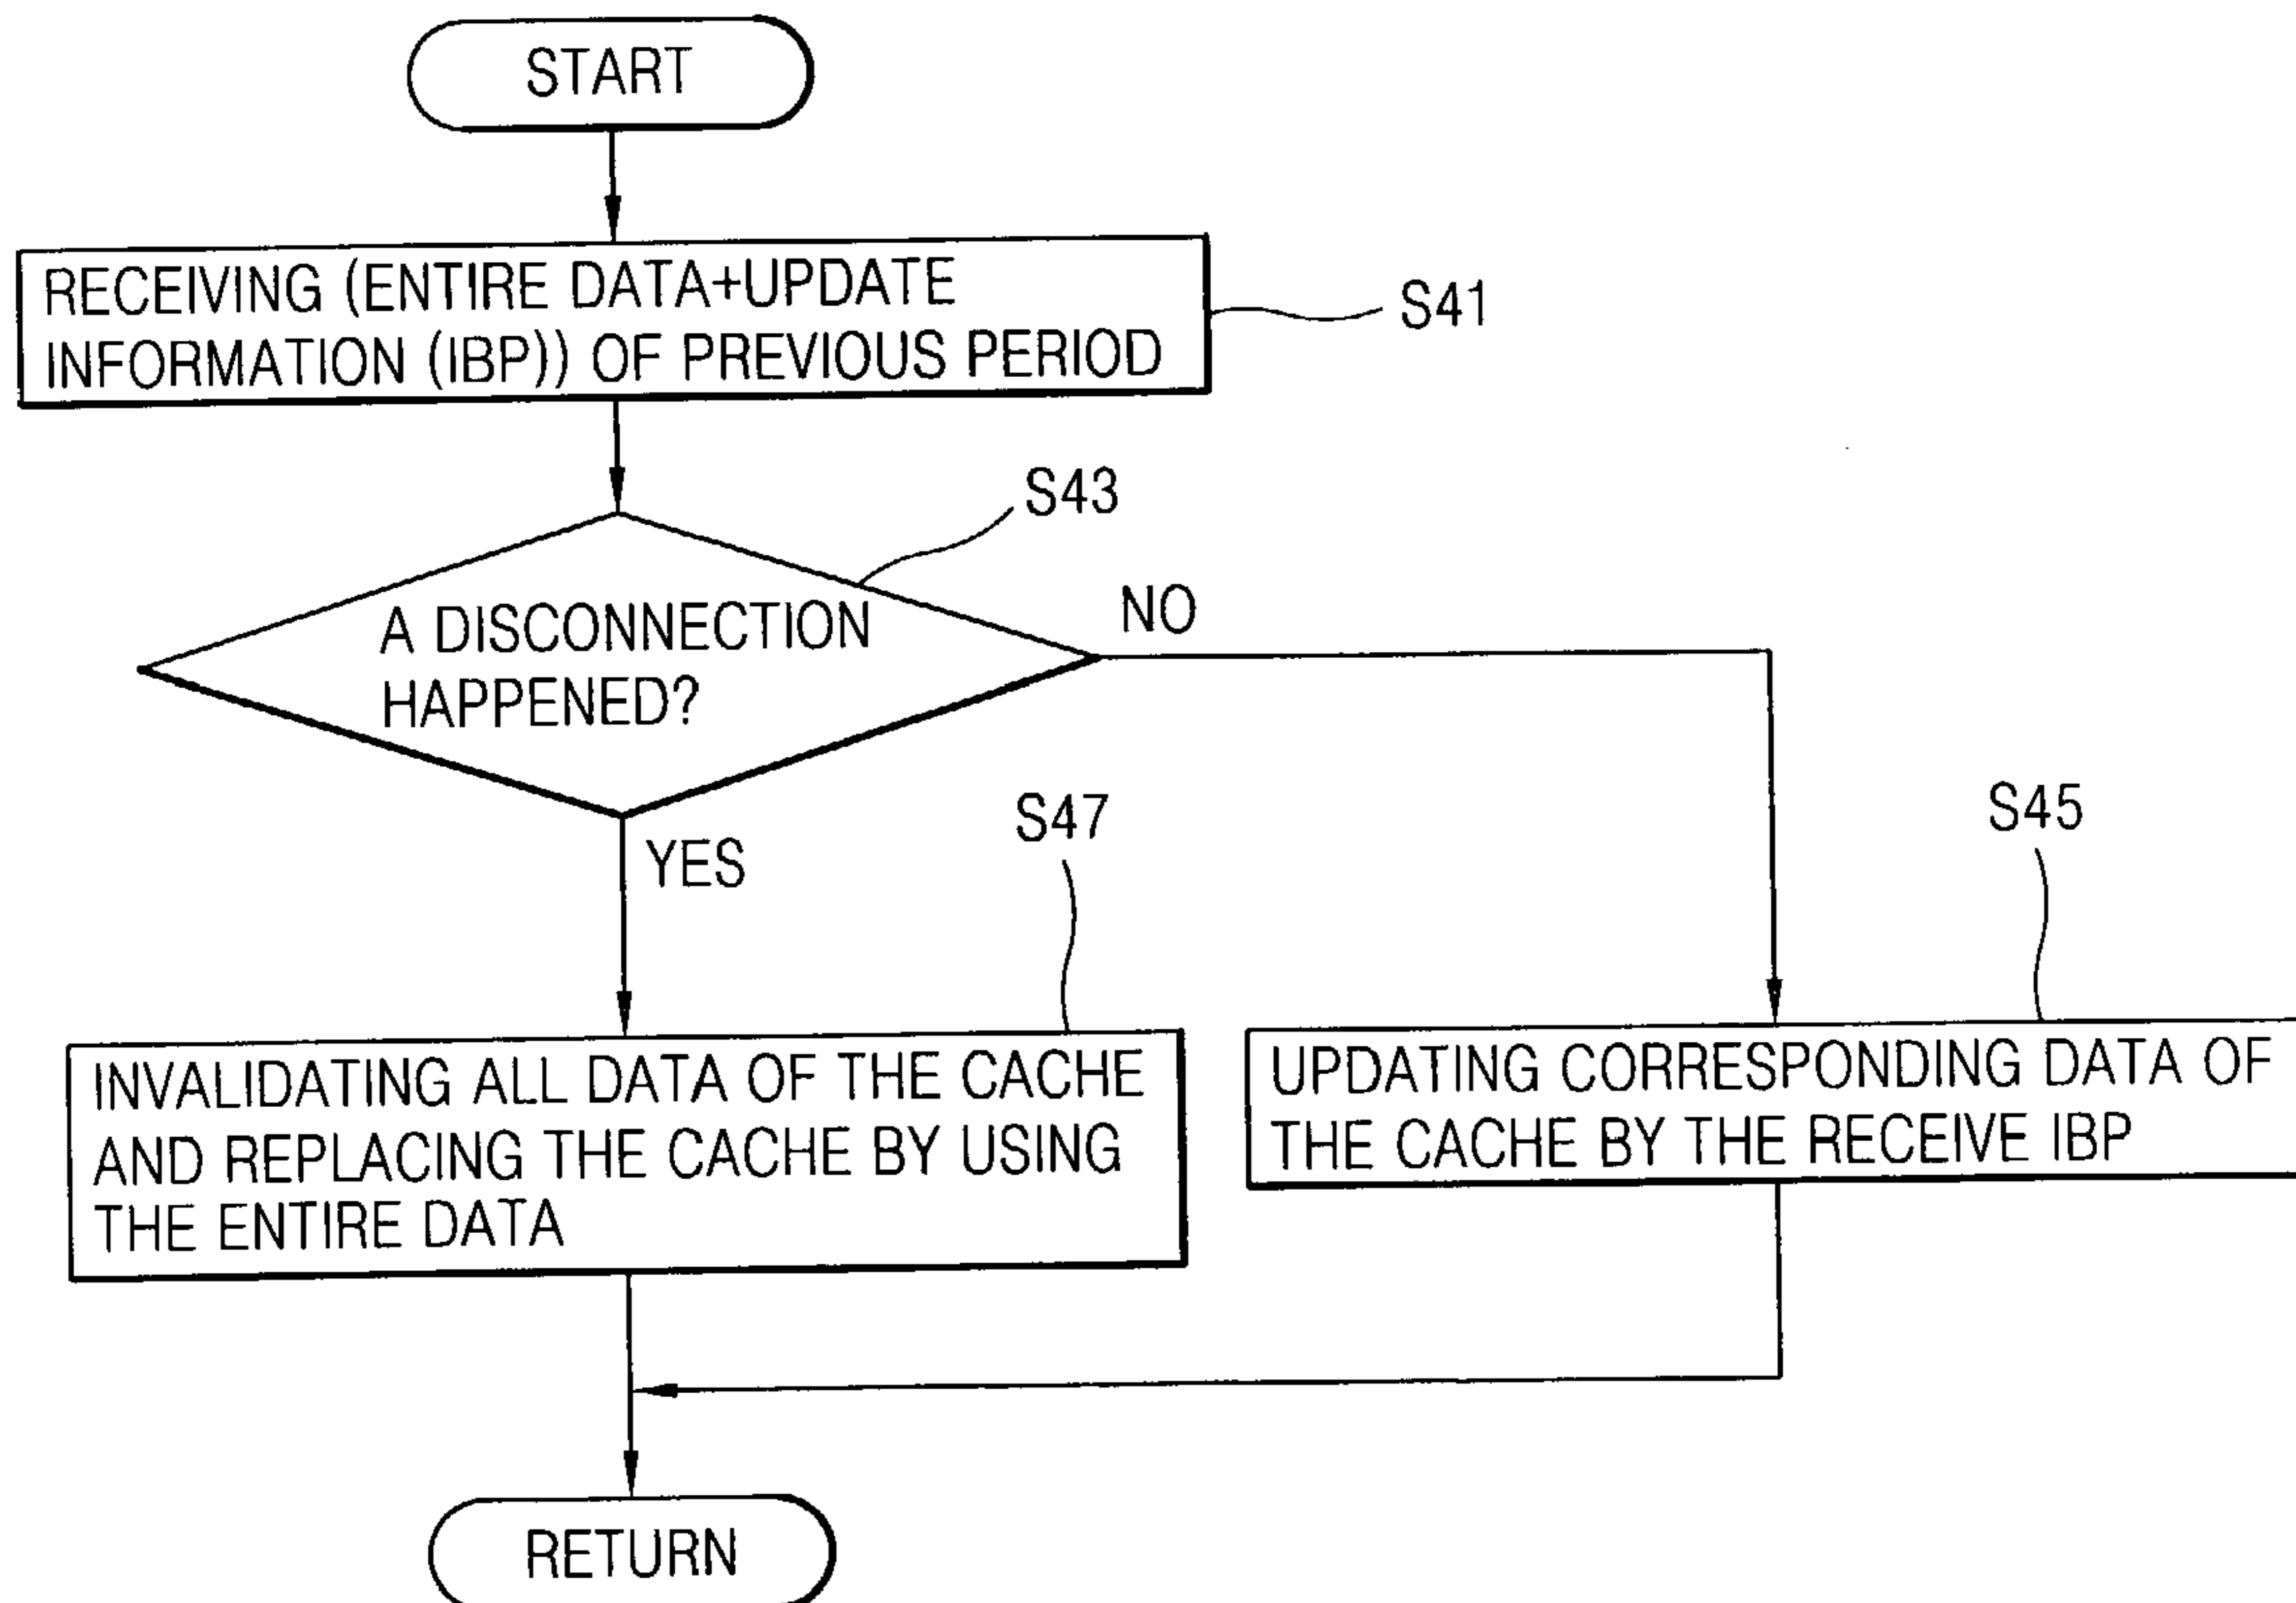 START
RECEIVING (ENTIRE DATA+UPDATE
INFORMATION (IBP)) OF PREVIOUS PERIOD
S41
S43
A DISCONNECTION
HAPPENED?
NO
YES
S47
S45
INVALIDATING ALL DATA OF THE CACHE
AND REPLACING THE CACHE BY USING
THE ENTIRE DATA
UPDATING CORRESPONDING DATA OF
THE CACHE BY THE RECEIVE IBP
RETURN